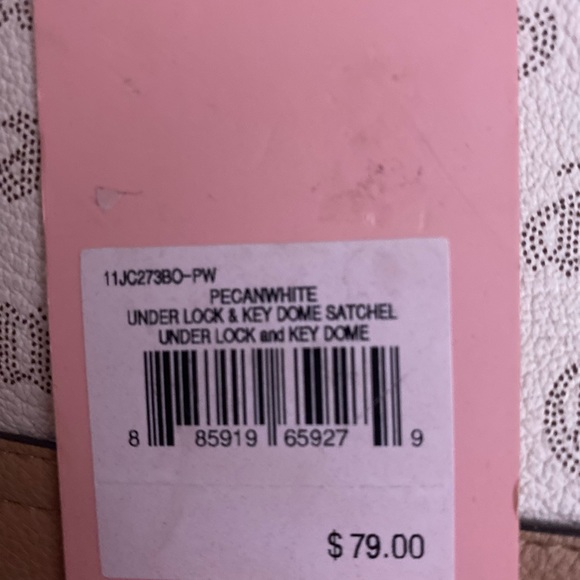 11JC273BO-PW
PECANWHITE
UNDER LOCK & KEY DOME SATCHEL
UNDER LOCK and KEY DOME
8 85919 65927 9
$79.00